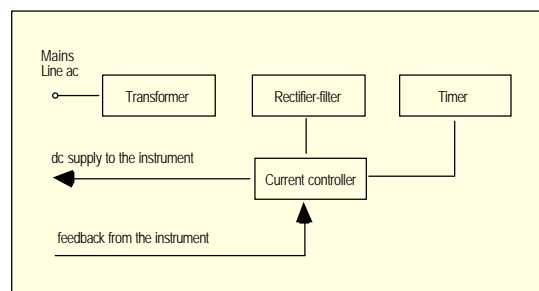 Mains
Line ac
Transformer
Rectifier-filter
Timer
dc supply to the instrument
Current controller
feedback from the instrument